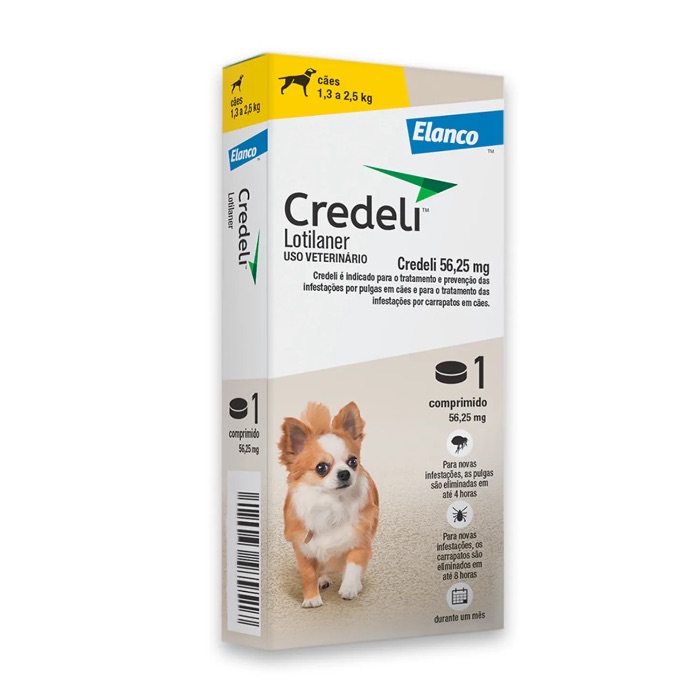 cães
1,3 a 2,5 kg
Elanco
Credeli
Lotilaner
1
comprimido
56,25 mg
cães
1,3 a 2,5 kg
Elanco
TM
Credeli™
Lotilaner
USO VETERINÁRIO
Credeli 56,25 mg
Credeli é indicado para o tratamento e prevenção das
infestações por pulgas em cães e para o tratamento das
infestações por carrapatos em cães.
1
comprimido
56,25 mg
Para novas
infestações, as pulgas
são eliminadas em
até 4 horas
Para novas
infestações, os
carrapatos são
eliminados em
até 8 horas
durante um mês